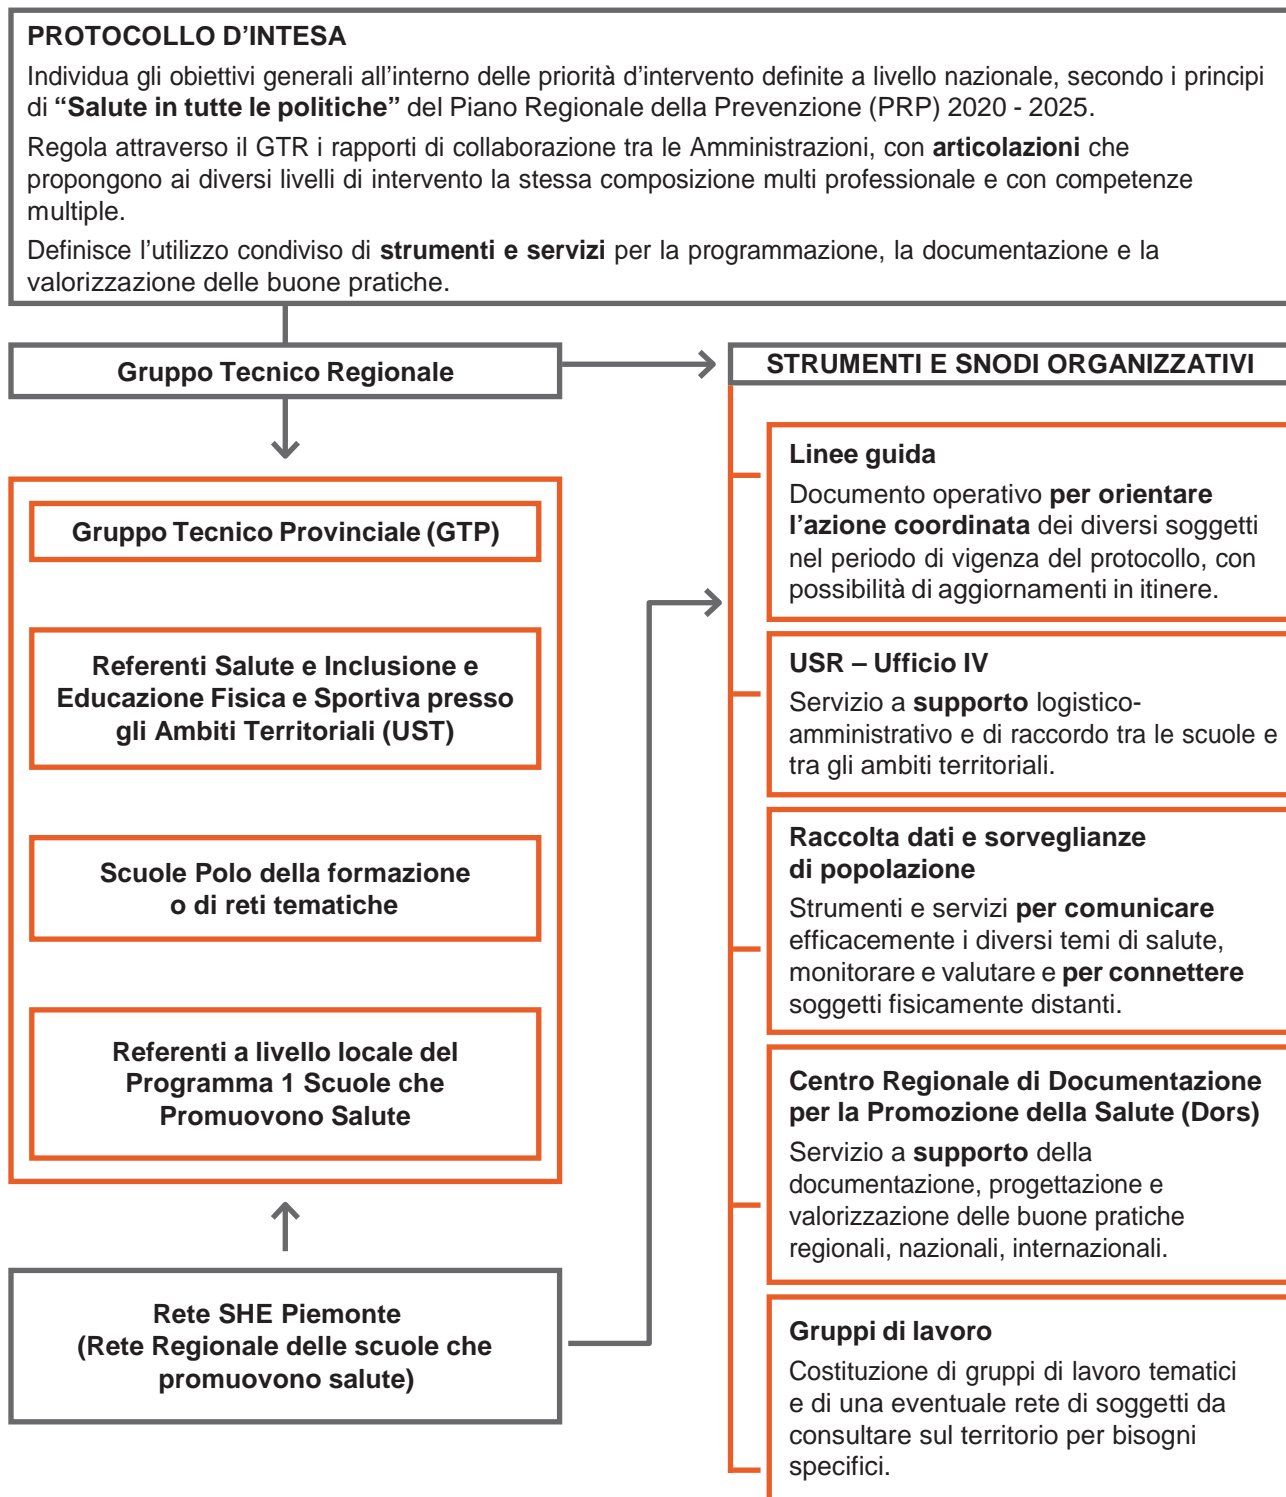 PROTOCOLLO D'INTESA
Individua gli obiettivi generali all'interno delle priorità d'intervento definite a livello nazionale, secondo i principi
di “Salute in tutte le politiche” del Piano Regionale della Prevenzione (PRP) 2020 - 2025.
Regola attraverso il GTR i rapporti di collaborazione tra le Amministrazioni, con articolazioni che
propongono ai diversi livelli di intervento la stessa composizione multi professionale e con competenze
multiple.
Definisce l'utilizzo condiviso di strumenti e servizi per la programmazione, la documentazione e la
valorizzazione delle buone pratiche.
Gruppo Tecnico Regionale
Gruppo Tecnico Provinciale (GTP)
Referenti Salute e Inclusione e
Educazione Fisica e Sportiva presso
gli Ambiti Territoriali (UST)
Scuole Polo della formazione
o di reti tematiche
Referenti a livello locale del
Programma 1 Scuole che
Promuovono Salute
Rete SHE Piemonte
(Rete Regionale delle scuole che
promuovono salute)
STRUMENTI E SNODI ORGANIZZATIVI
Linee guida
Documento operativo per orientare
l'azione coordinata dei diversi soggetti
nel periodo di vigenza del protocollo, con
possibilità di aggiornamenti in itinere.
USR – Ufficio IV
Servizio a supporto logistico-
amministrativo e di raccordo tra le scuole e
tra gli ambiti territoriali.
Raccolta dati e sorveglianze
di popolazione
Strumenti e servizi per comunicare
efficacemente i diversi temi di salute,
monitorare e valutare e per connettere
soggetti fisicamente distanti.
Centro Regionale di Documentazione
per la Promozione della Salute (Dors)
Servizio a supporto della
documentazione, progettazione e
valorizzazione delle buone pratiche
regionali, nazionali, internazionali.
Gruppi di lavoro
Costituzione di gruppi di lavoro tematici
e di una eventuale rete di soggetti da
consultare sul territorio per bisogni
specifici.